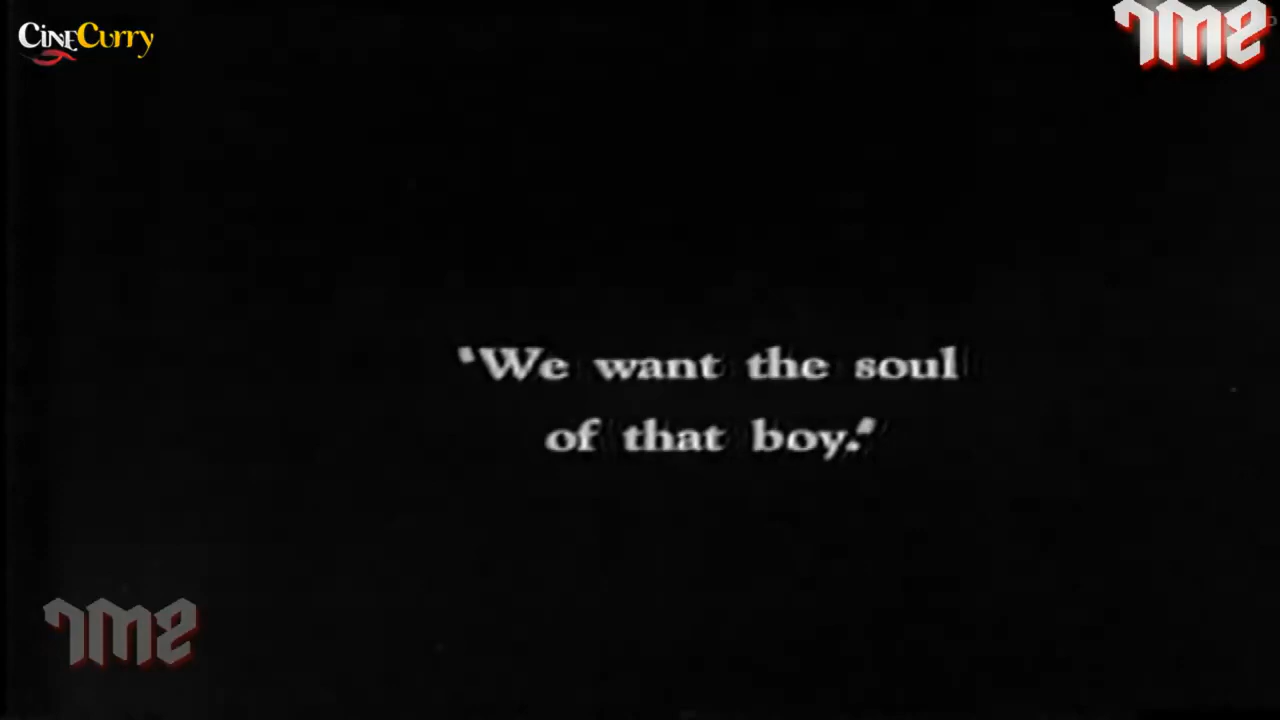 CineCurry
"We want the soul
of that boy."